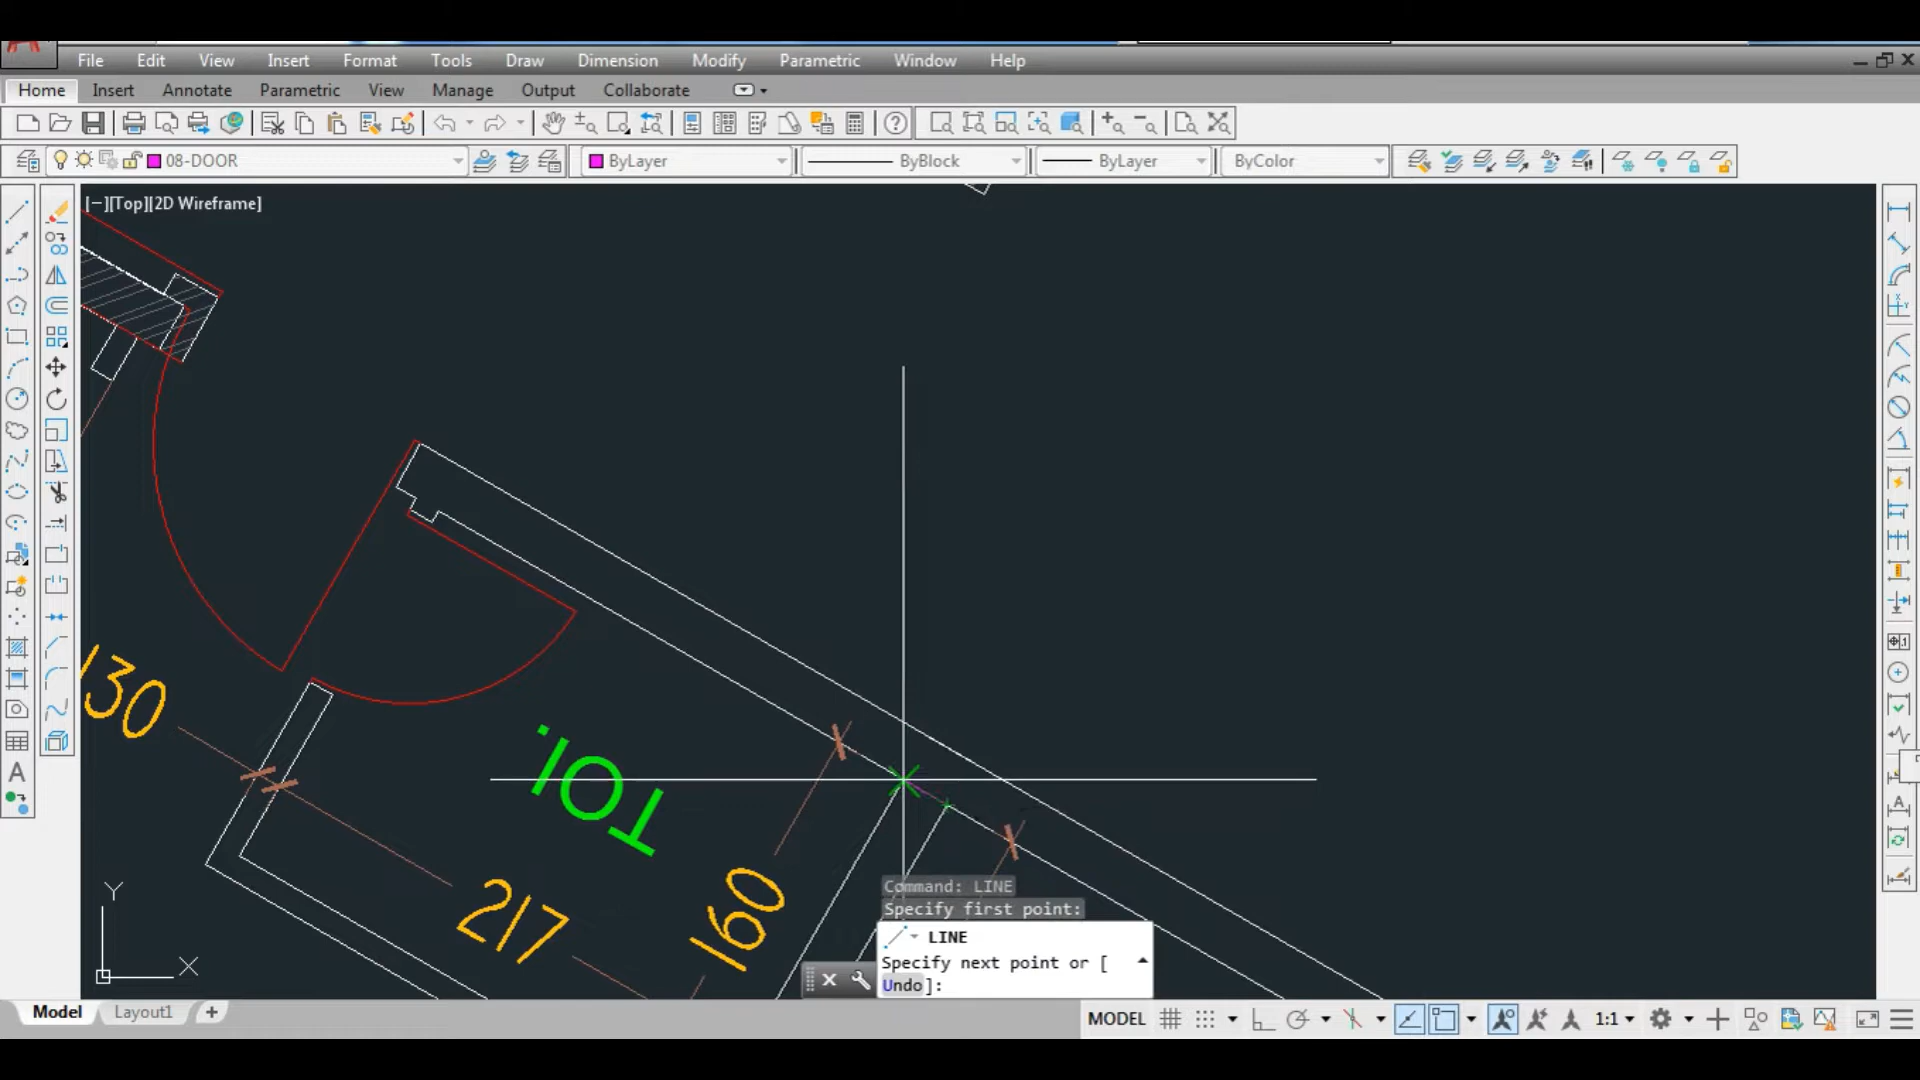 File Edit View Insert Format Tools Draw Dimension Modify Parametric Window Help
Home Insert Annotate Parametric View Manage Output Collaborate
08-DOOR ByLayer ByBlock ByLayer ByColor
[−][Top][2D Wireframe]
130
TOI.
217
160
Y
X
Command: LINE
Specify first point:
LINE
Specify next point or [
Undo]:
Model Layout1 +
MODEL 1:1